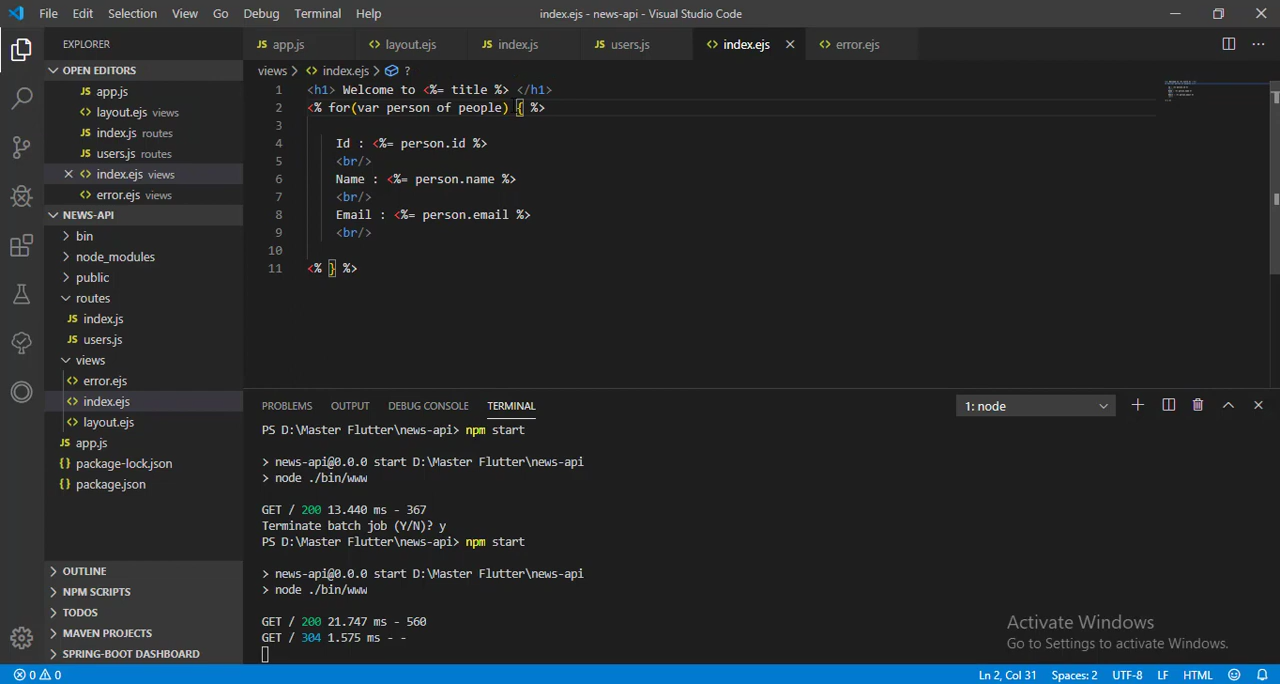 File Edit Selection View Go Debug Terminal Help
index.ejs - news-api - Visual Studio Code
EXPLORER
OPEN EDITORS
app.js
layout.ejs views
index.js routes
users.js routes
index.ejs views
error.ejs views
NEWS-API
bin
node_modules
public
routes
JS index.js
JS users.js
views
error.ejs
index.ejs
layout.ejs
JS app.js
{} package-lock.json
{} package.json
OUTLINE
NPM SCRIPTS
TODOS
MAVEN PROJECTS
SPRING-BOOT DASHBOARD
JS app.js layout.ejs JS index.js JS users.js index.ejs error.ejs
views > index.ejs > ?
1 <h1> Welcome to <%= title %> </h1>
2 <% for(var person of people) { %>
3
4 Id : <%= person.id %>
5 <br/>
6 Name : <%= person.name %>
7 <br/>
8 Email : <%= person.email %>
9 <br/>
10
11 <% } %>
PROBLEMS OUTPUT DEBUG CONSOLE TERMINAL
1: node
PS D:\Master Flutter\news-api> npm start
> news-api@0.0.0 start D:\Master Flutter\news-api
> node ./bin/www
GET / 200 13.440 ms - 367
Terminate batch job (Y/N)? y
PS D:\Master Flutter\news-api> npm start
> news-api@0.0.0 start D:\Master Flutter\news-api
> node ./bin/www
GET / 200 21.747 ms - 560
GET / 304 1.575 ms - -
Activate Windows
Go to Settings to activate Windows.
0 0
Ln 2, Col 31 Spaces: 2 UTF-8 LF HTML